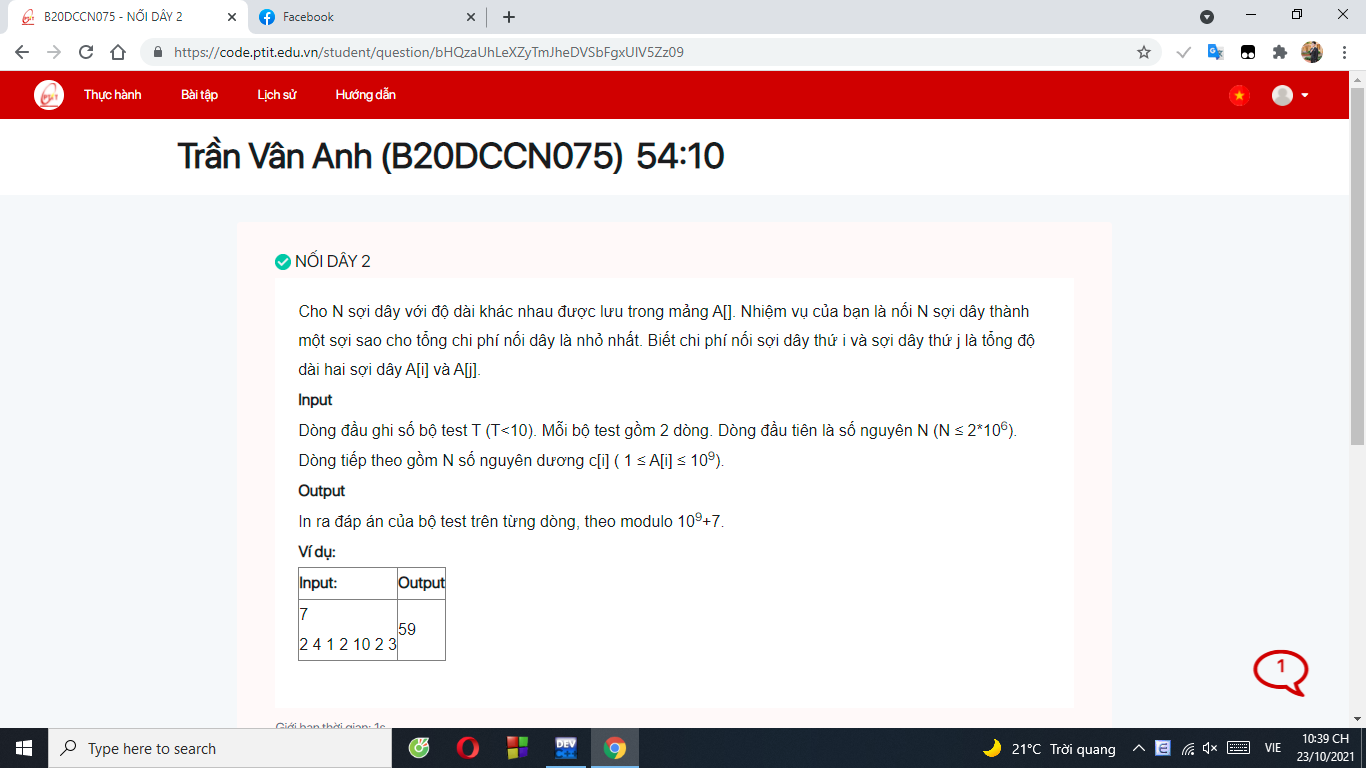 B20DCCN075 - NỐI DÂY 2
Facebook
https://code.ptit.edu.vn/student/question/bHQzaUhLeXZyTmJheDVSbFgxUlV5Zz09
Thực hành Bài tập Lịch sử Hướng dẫn
Trần Vân Anh (B20DCCN075) 54:10
NỐI DÂY 2
Cho N sợi dây với độ dài khác nhau được lưu trong mảng A[]. Nhiệm vụ của bạn là nối N sợi dây thành
một sợi sao cho tổng chi phí nối dây là nhỏ nhất. Biết chi phí nối sợi dây thứ i và sợi dây thứ j là tổng độ
dài hai sợi dây A[i] và A[j].
Input
Dòng đầu ghi số bộ test T (T<10). Mỗi bộ test gồm 2 dòng. Dòng đầu tiên là số nguyên N (N ≤ 2*10⁶).
Dòng tiếp theo gồm N số nguyên dương c[i] ( 1 ≤ A[i] ≤ 10⁹).
Output
In ra đáp án của bộ test trên từng dòng, theo modulo 10⁹+7.
Ví dụ:
Input: Output
7
2 4 1 2 10 2 3
59
1
Giới hạn thời gian: 1s
Type here to search
DEV
21°C Trời quang
VIE
10:39 CH
23/10/2021